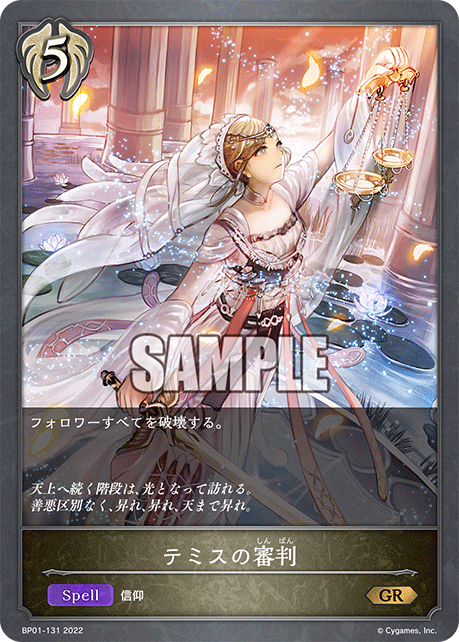 5
SAMPLE
フォロワーすべてを破壊する。
天上へ続く階段は、光となって訪れる。
善悪区別なく、昇れ、昇れ、天まで昇れ。
しん ぱん
テミスの審判
Spell 信仰 GR
BP01-131 2022 © Cygames, Inc.